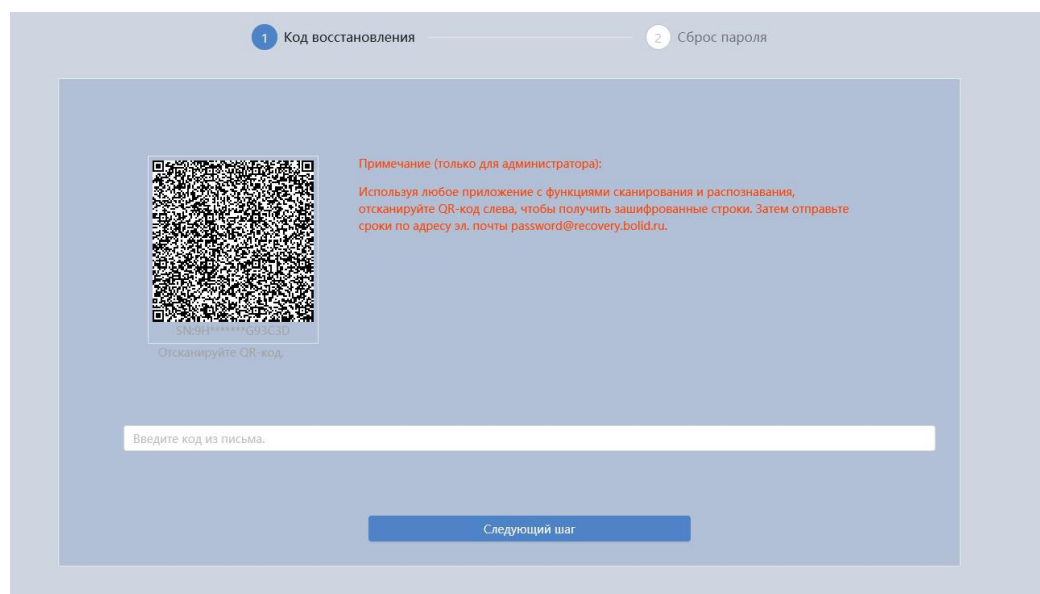 1 Код восстановления
2 Сброс пароля
Примечание (только для администратора):
Используя любое приложение с функциями сканирования и распознавания,
отсканируйте QR-код слева, чтобы получить зашифрованные строки. Затем отправьте
сроки по адресу эл. почты password@recovery.bolid.ru.
SN:9H*******G93C3D
Отсканируйте QR-код.
Введите код из письма.
Следующий шаг